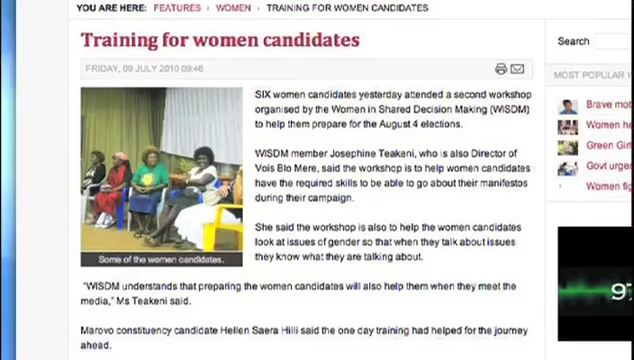 YOU ARE HERE: FEATURES WOMEN TRAINING FOR WOMEN CANDIDATES
Training for women candidates
Search
FRIDAY, 09 JULY 2010 09:46
MOST POPULAR
SIX women candidates yesterday attended a second workshop
organised by the Women in Shared Decision Making (WISDM)
to help them prepare for the August 4 elections.
WISDM member Josephine Teakeni, who is also Director of
Vois Blo Mere, said the workshop is to help women candidates
have the required skills to be able to go about their manifestos
during their campaign.
She said the workshop is also to help the women candidates
look at issues of gender so that when they talk about issues
they know what they are talking about.
Some of the women candidates.
"WISDM understands that preparing the women candidates will also help them when they meet the
media," Ms Teakeni said.
Marovo constituency candidate Hellen Saera Hilli said the one day training had helped for the journey
ahead.
Brave mot
Women he
Green Girl
Govt urge
Women fig